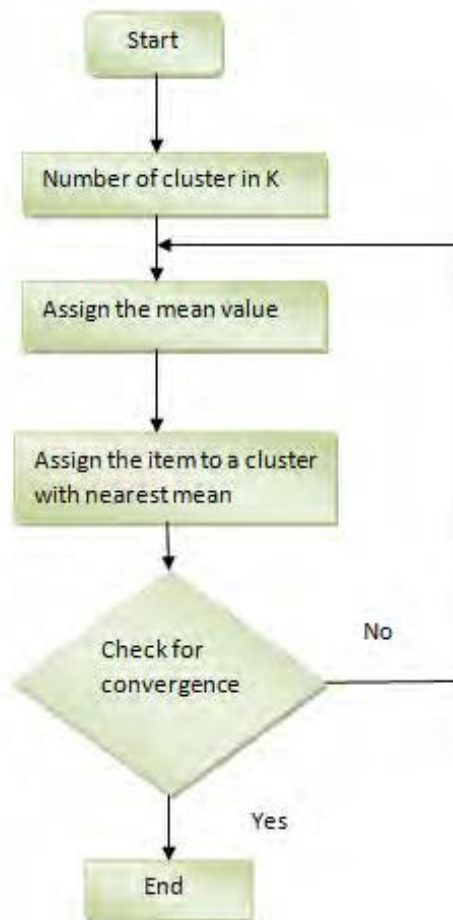 Start
Number of cluster in K
Assign the mean value
Assign the item to a cluster
with nearest mean
Check for
convergence
No
Yes
End